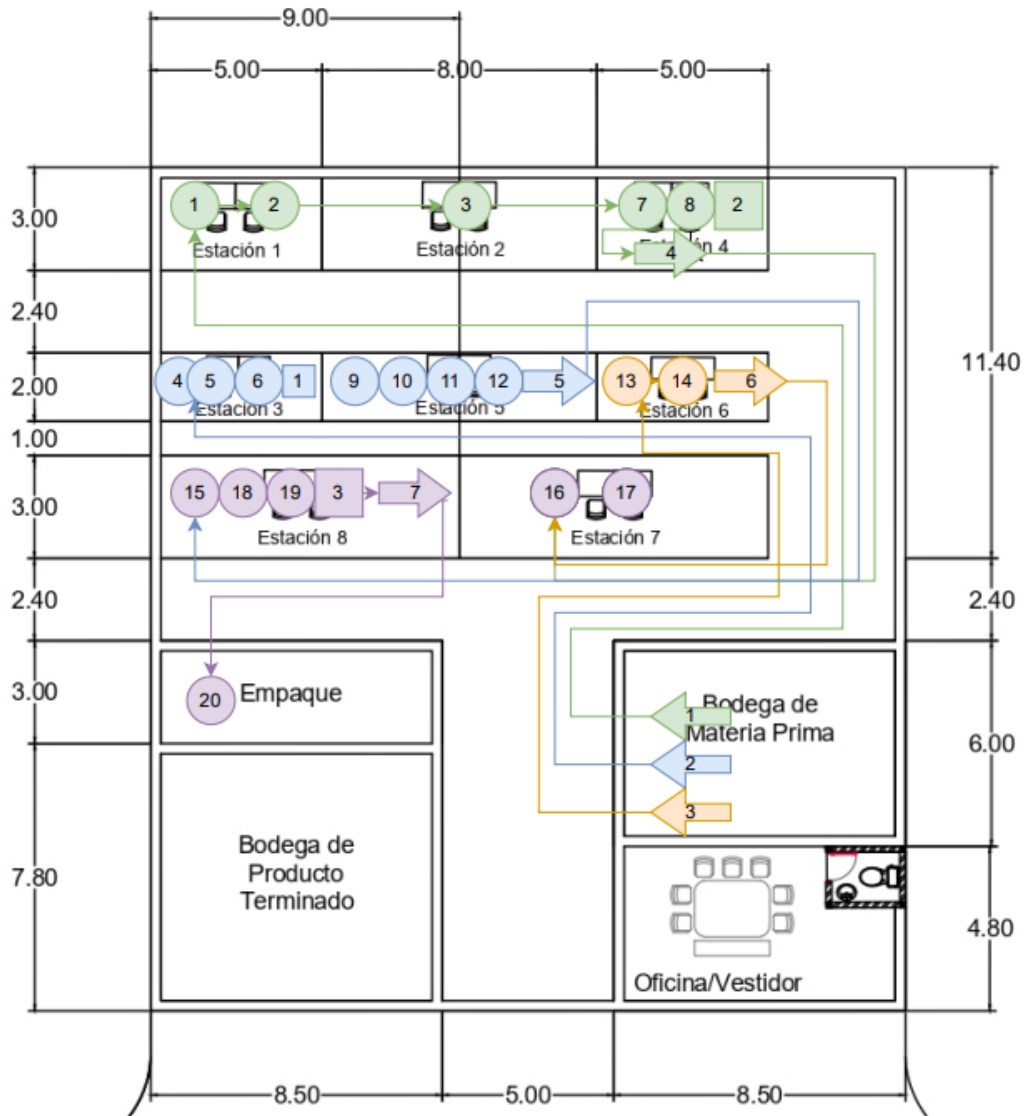 9.00
5.00 8.00 5.00
1 2 3 7 8 2
3.00
Estación 1 Estación 2 Estación 4
4
2.40
11.40
2.00
4 5 6 1 9 10 11 12 5 13 14 6
Estación 3 Estación 5 Estación 6
1.00
3.00
15 18 19 3 7 16 17
Estación 8 Estación 7
2.40 2.40
3.00
20 Empaque
Bodega de
Materia Prima
1
2
3
6.00
7.80
Bodega de
Producto
Terminado
4.80
Oficina/Vestidor
8.50 5.00 8.50